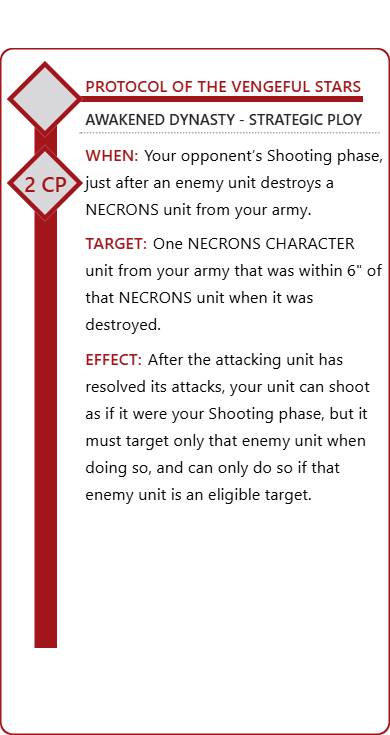 PROTOCOL OF THE VENGEFUL STARS
AWAKENED DYNASTY - STRATEGIC PLOY
2 CP
WHEN: Your opponent's Shooting phase,
just after an enemy unit destroys a
NECRONS unit from your army.
TARGET: One NECRONS CHARACTER
unit from your army that was within 6" of
that NECRONS unit when it was
destroyed.
EFFECT: After the attacking unit has
resolved its attacks, your unit can shoot
as if it were your Shooting phase, but it
must target only that enemy unit when
doing so, and can only do so if that
enemy unit is an eligible target.